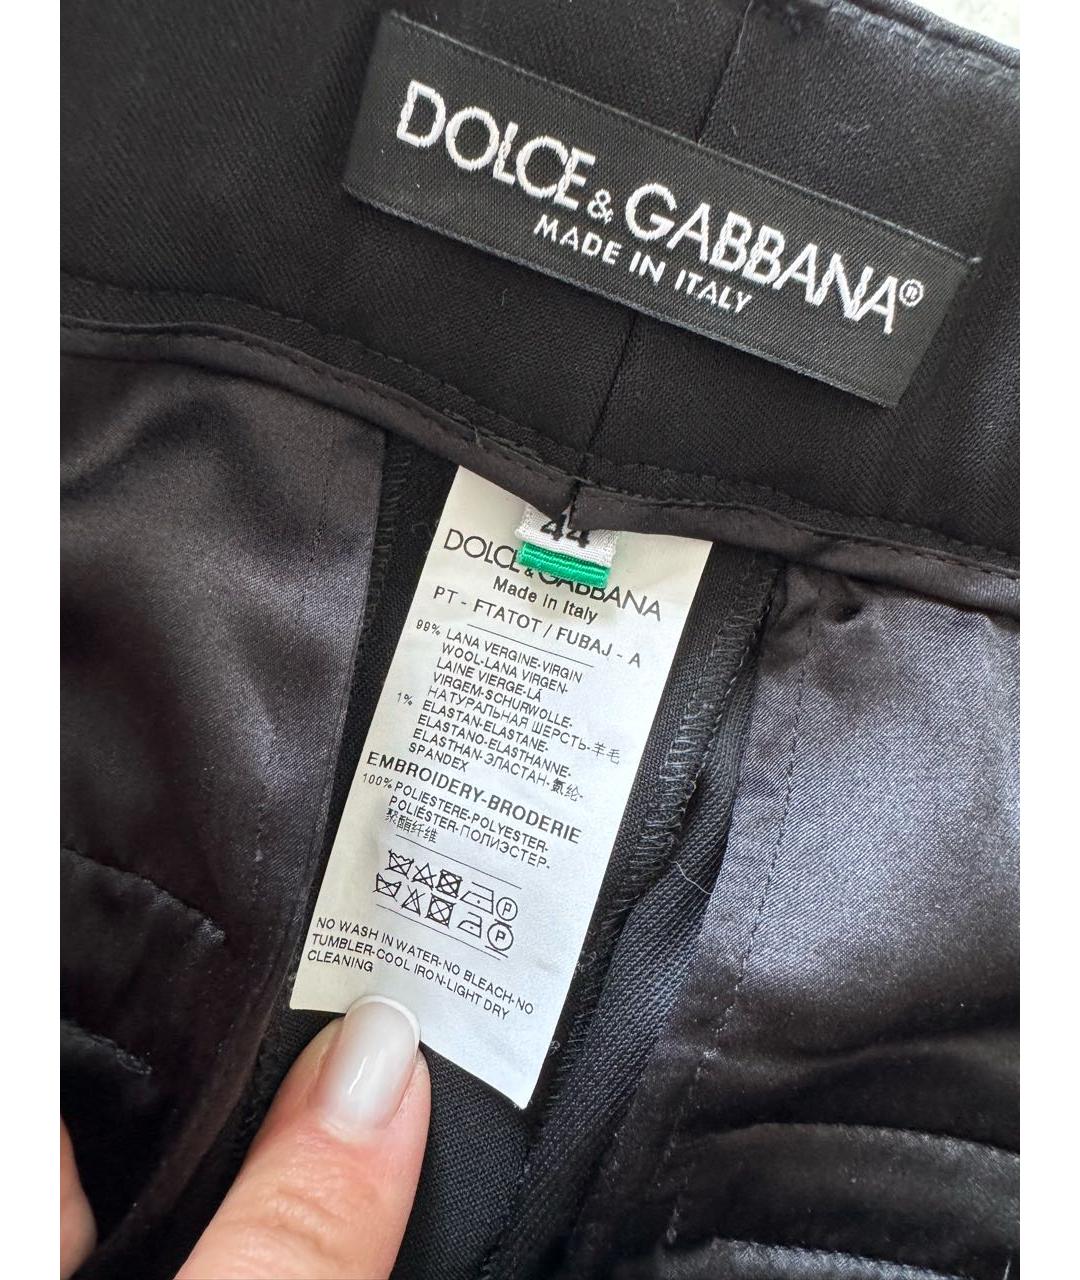 DOLCE & GABBANA®
MADE IN ITALY
44
DOLCE & GABBANA
Made in Italy
PT - FTATOT / FUBAJ - A
99% LANA VERGINE-VIRGIN
WOOL-LANA VIRGEN-
LAINE VIERGE-LÃ
VIRGEM-SCHURWOLLE-
НАТУРАЛЬНАЯ ШЕРСТЬ-羊毛
1% ELASTAN-ELASTANE-
ELASTANO-ELASTHANNE-
ELASTHAN-ЭЛАСТАН-氨纶-
SPANDEX
EMBROIDERY-BRODERIE
100% POLIESTERE-POLYESTER-
POLIÉSTER-ПОЛИЭСТЕР-
聚酯纤维
P
P
NO WASH IN WATER-NO BLEACH-NO
TUMBLER-COOL IRON-LIGHT DRY
CLEANING